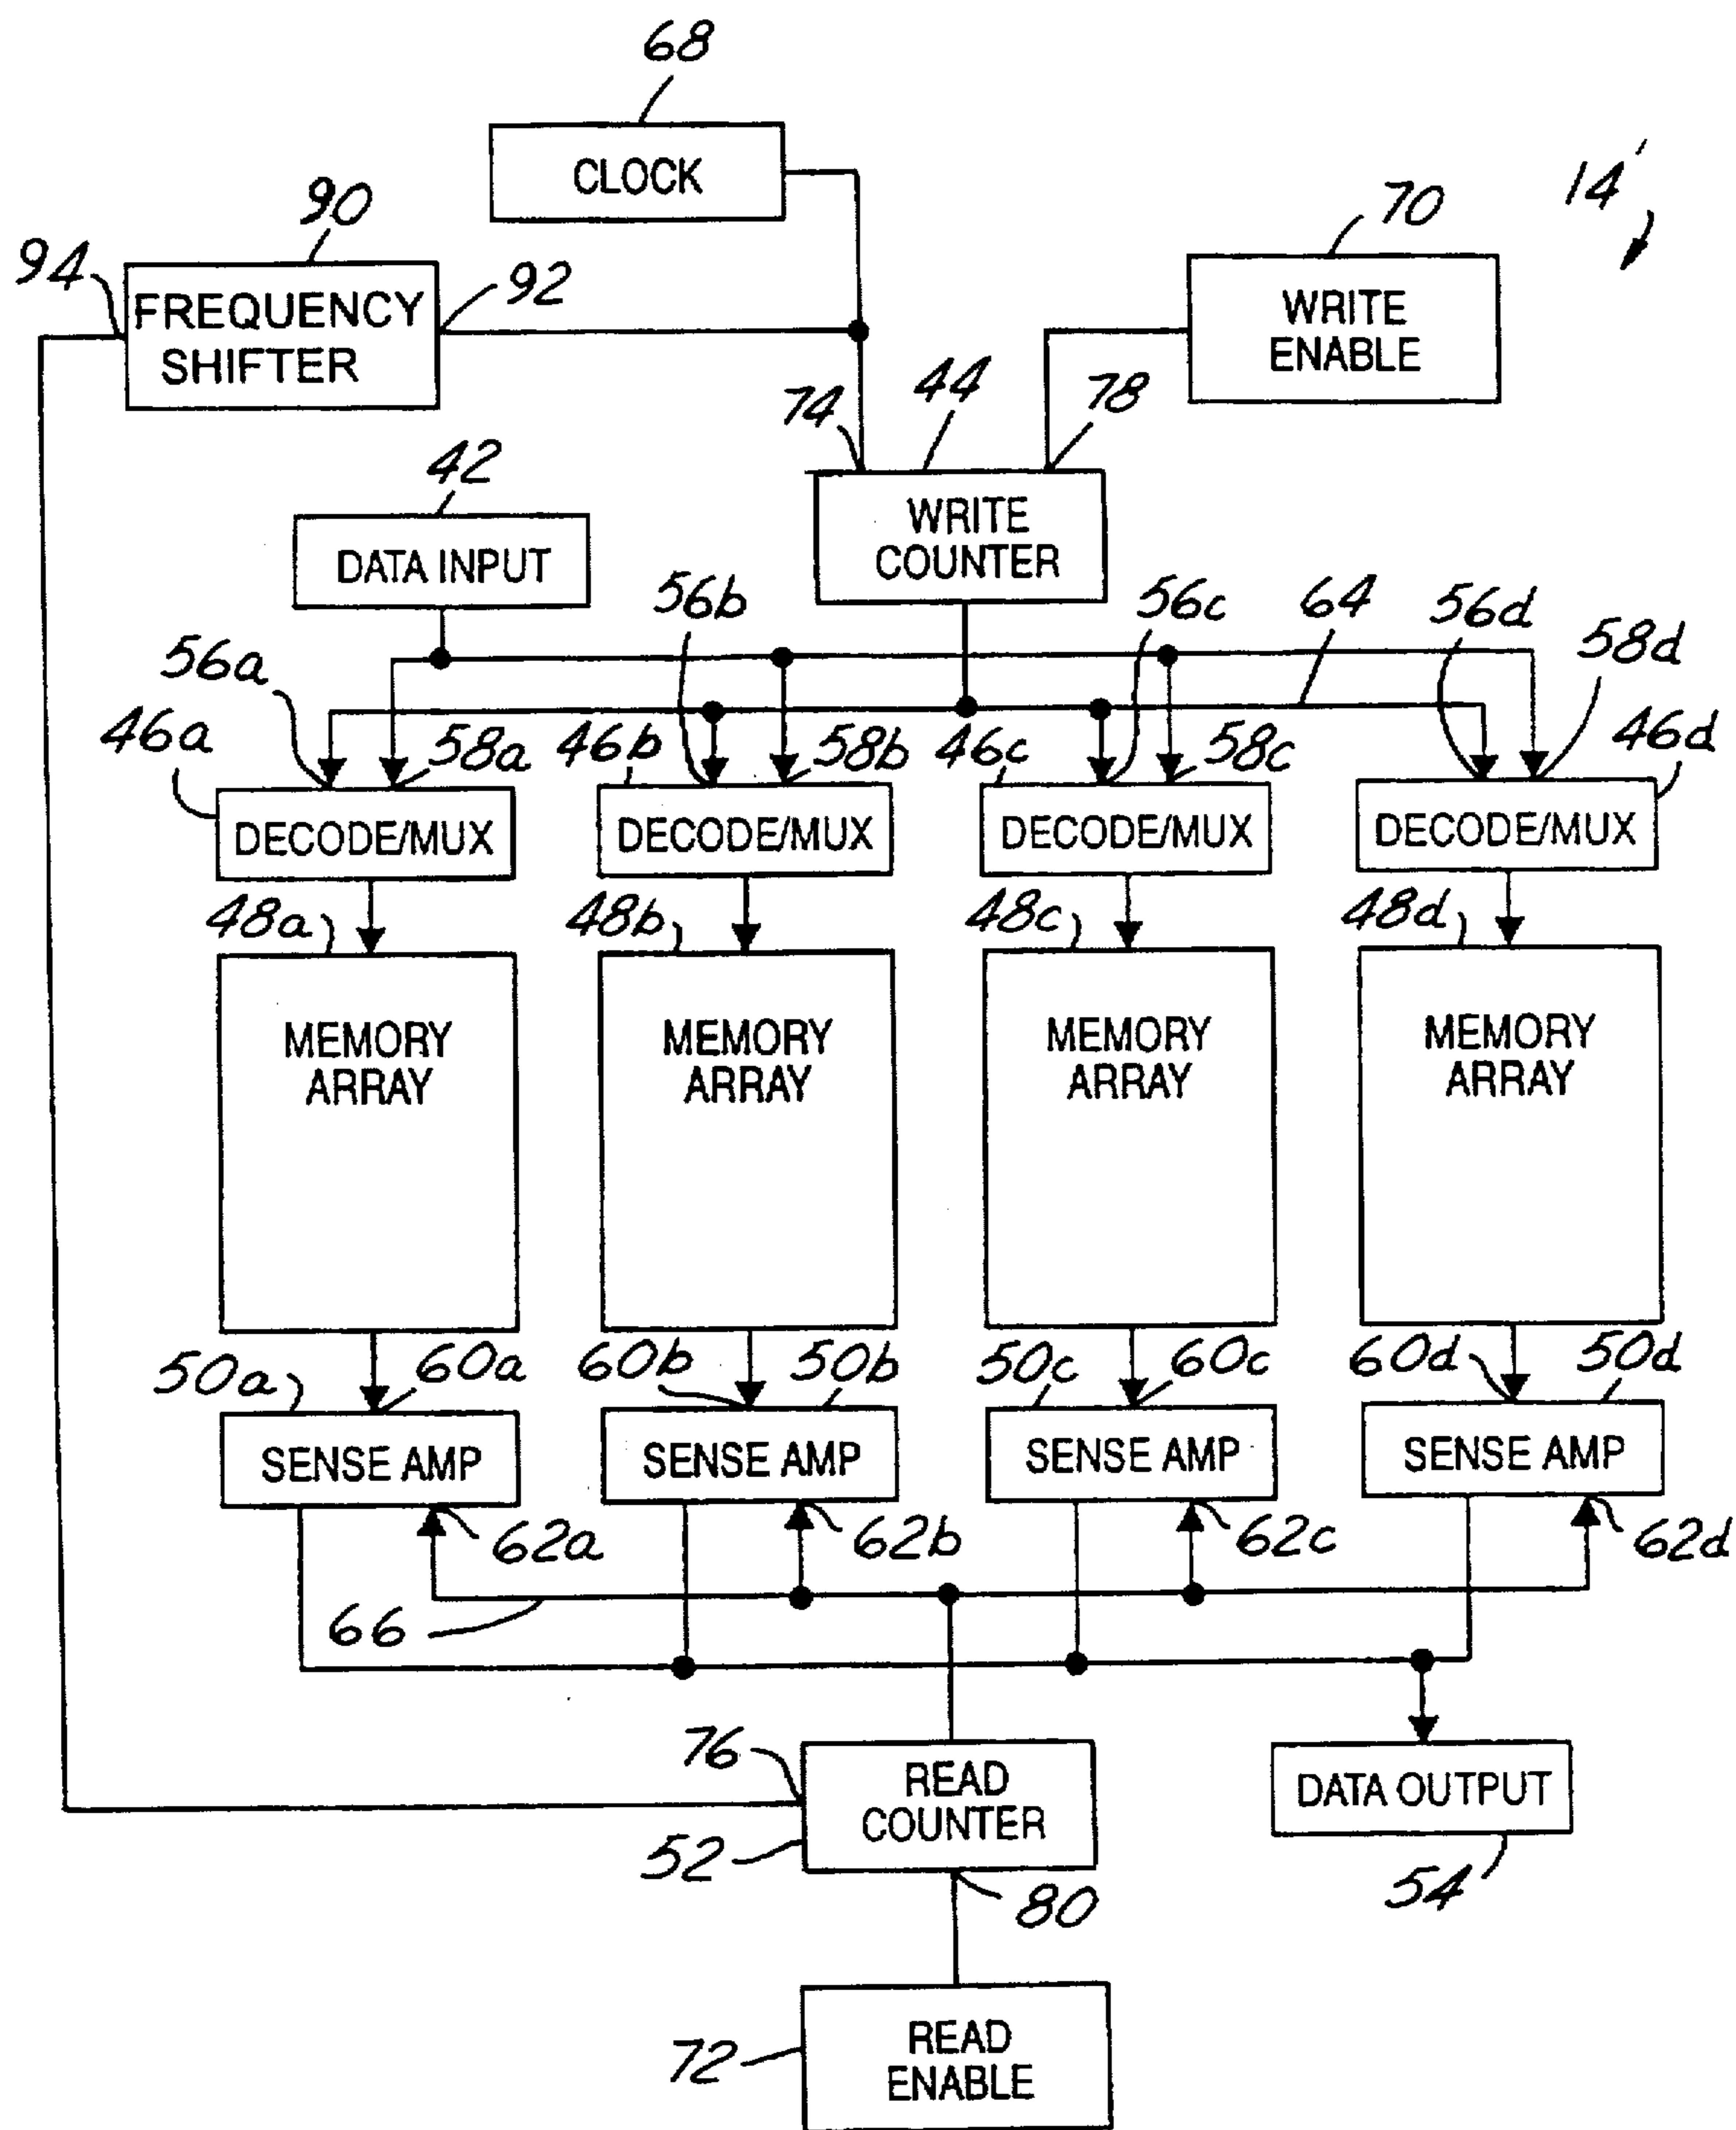 68
CLOCK
14'
90
70
94
FREQUENCY
SHIFTER
92
WRITE
ENABLE
74
44
78
42
WRITE
COUNTER
DATA INPUT
56a
56b
56c
64
56d
58d
46a
58a
46b
58b
46c
58c
46d
DECODE/MUX
DECODE/MUX
DECODE/MUX
DECODE/MUX
48a
48b
48c
48d
MEMORY
ARRAY
MEMORY
ARRAY
MEMORY
ARRAY
MEMORY
ARRAY
50a
60a
60b
50b
50c
60c
60d
50d
SENSE AMP
SENSE AMP
SENSE AMP
SENSE AMP
62a
62b
62c
62d
66
76
READ
COUNTER
DATA OUTPUT
52
80
54
72
READ
ENABLE